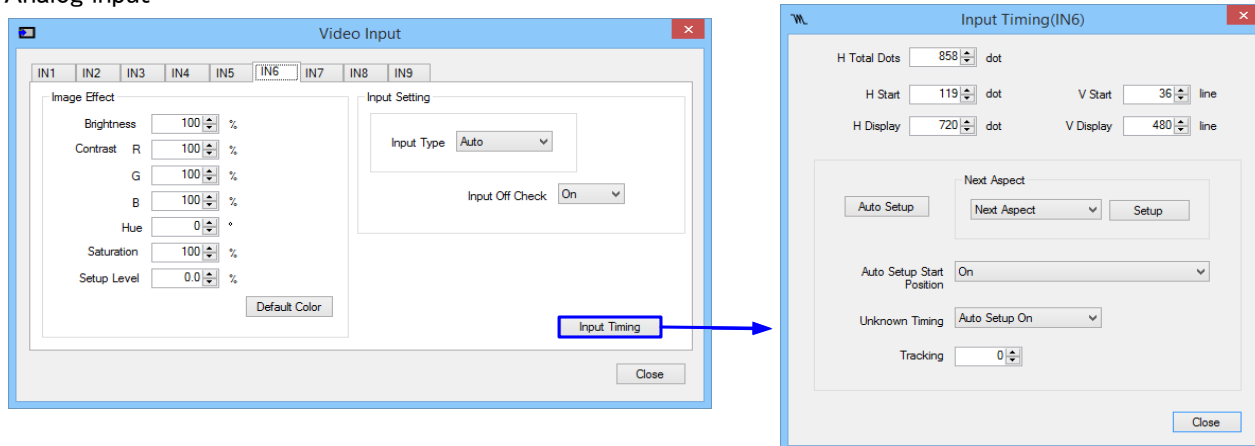 Analog Input
Video Input
IN1 IN2 IN3 IN4 IN5 IN6 IN7 IN8 IN9
Image Effect
Brightness 100 %
Contrast R 100 %
G 100 %
B 100 %
Hue 0 °
Saturation 100 %
Setup Level 0.0 %
Default Color
Input Setting
Input Type Auto
Input Off Check On
Input Timing
Close
Input Timing(IN6)
H Total Dots 858 dot
H Start 119 dot V Start 36 line
H Display 720 dot V Display 480 line
Next Aspect
Auto Setup Next Aspect Setup
Auto Setup Start On
Position
Unknown Timing Auto Setup On
Tracking 0
Close